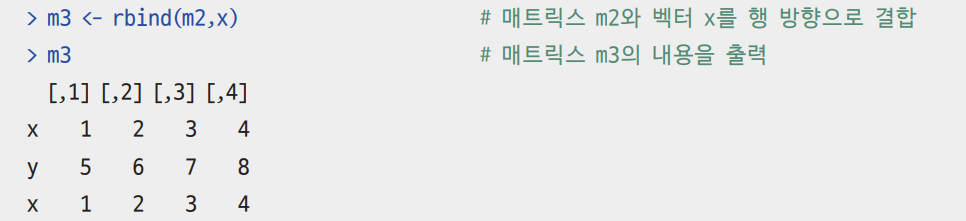 > m3 <- rbind(m2,x) # 매트릭스 m2와 벡터 x를 행 방향으로 결합
> m3 # 매트릭스 m3의 내용을 출력
[,1] [,2] [,3] [,4]
x 1 2 3 4
y 5 6 7 8
x 1 2 3 4